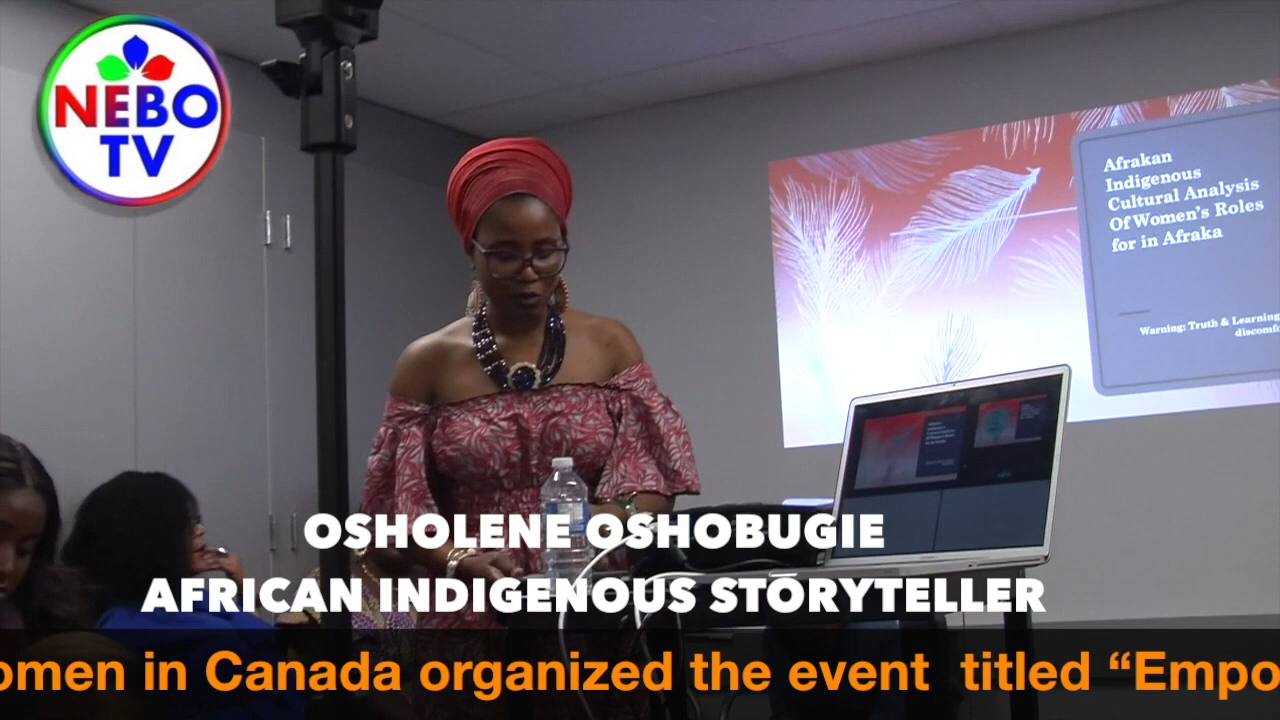 NEBO
TV
Afrakan
Indigenous
Cultural Analysis
Of Women's Roles
for in Afraka
Warning: Truth & Learning
OSHOLENE OSHOBUGIE
AFRICAN INDIGENOUS STORYTELLER
omen in Canada organized the event titled “Empo